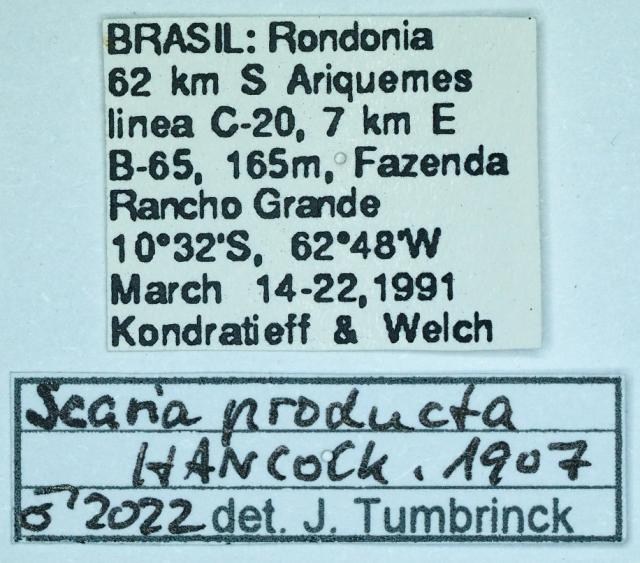 BRASIL: Rondonia
62 km S Ariquemes
linea C-20, 7 km E
B-65, 165m, Fazenda
Rancho Grande
10°32'S, 62°48'W
March 14-22,1991
Kondratieff & Welch
Scaria producta
HANCOCK. 1907
♂ 2022 det. J. Tumbrinck